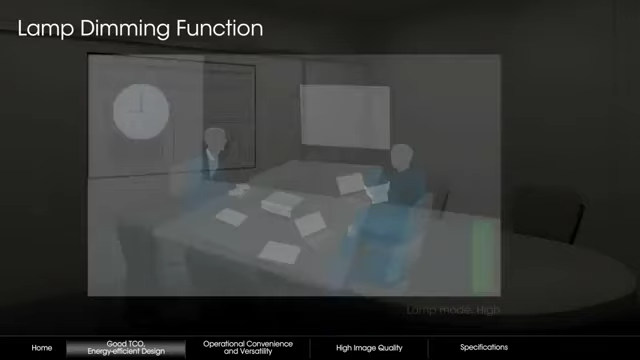 Lamp Dimming Function
Lamp mode: High
Home
Good TCO,
Energy-efficient Design
Operational Convenience
and Versatility
High Image Quality
Specifications